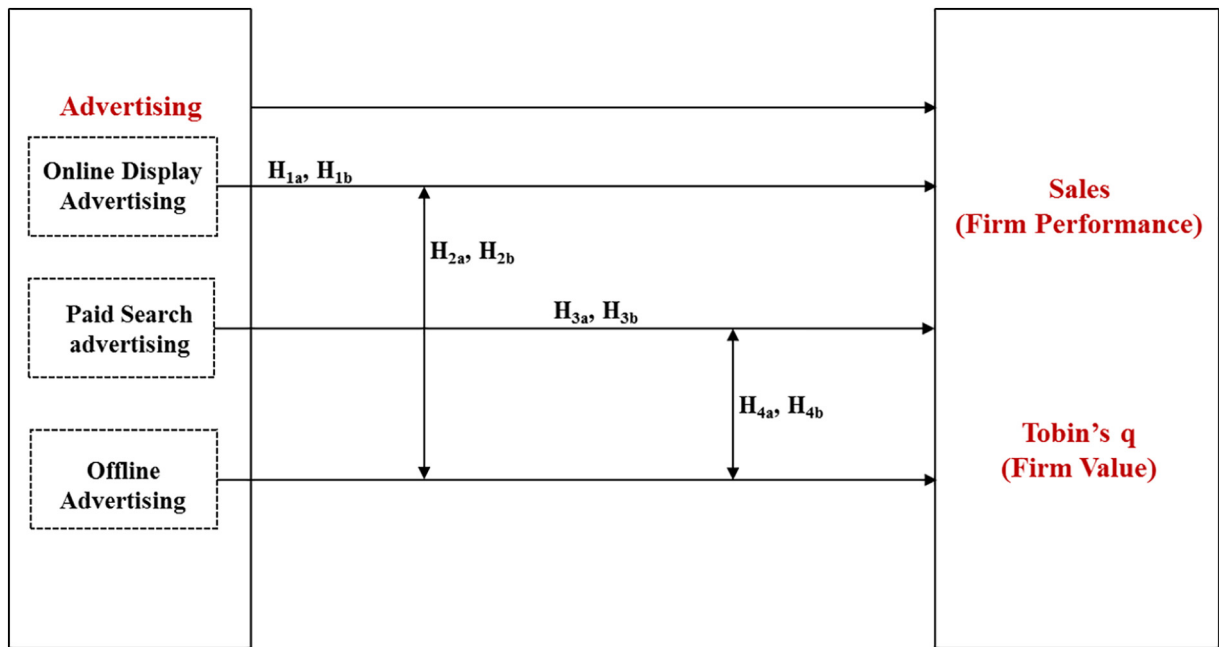 Advertising
Online Display
Advertising
H1a, H1b
H2a, H2b
Paid Search
advertising
H3a, H3b
H4a, H4b
Offline
Advertising
Sales
(Firm Performance)
Tobin’s q
(Firm Value)